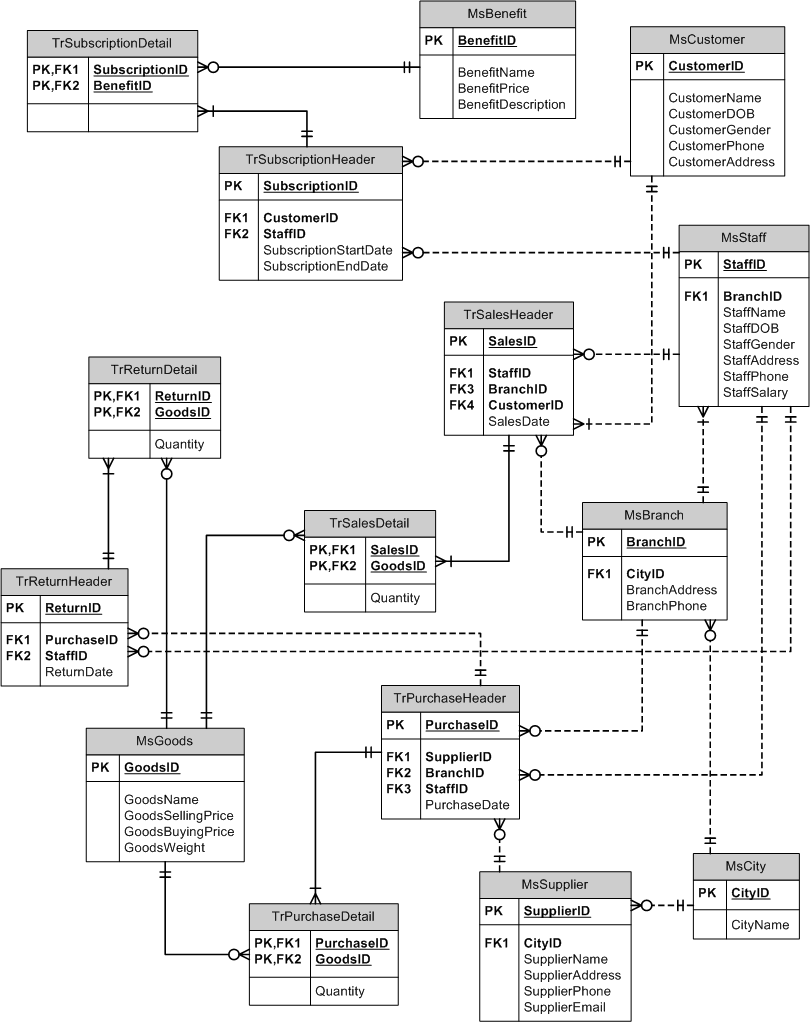 MsBenefit
PK BenefitID
BenefitName
BenefitPrice
BenefitDescription
TrSubscriptionDetail
PK,FK1 SubscriptionID
PK,FK2 BenefitID
MsCustomer
PK CustomerID
CustomerName
CustomerDOB
CustomerGender
CustomerPhone
CustomerAddress
TrSubscriptionHeader
PK SubscriptionID
FK1 CustomerID
FK2 StaffID
SubscriptionStartDate
SubscriptionEndDate
MsStaff
PK StaffID
FK1 BranchID
StaffName
StaffDOB
StaffGender
StaffAddress
StaffPhone
StaffSalary
TrSalesHeader
PK SalesID
FK1 StaffID
FK3 BranchID
FK4 CustomerID
SalesDate
TrReturnDetail
PK,FK1 ReturnID
PK,FK2 GoodsID
Quantity
TrSalesDetail
PK,FK1 SalesID
PK,FK2 GoodsID
Quantity
MsBranch
PK BranchID
FK1 CityID
BranchAddress
BranchPhone
TrReturnHeader
PK ReturnID
FK1 PurchaseID
FK2 StaffID
ReturnDate
TrPurchaseHeader
PK PurchaseID
FK1 SupplierID
FK2 BranchID
FK3 StaffID
PurchaseDate
MsGoods
PK GoodsID
GoodsName
GoodsSellingPrice
GoodsBuyingPrice
GoodsWeight
MsCity
PK CityID
CityName
MsSupplier
PK SupplierID
FK1 CityID
SupplierName
SupplierAddress
SupplierPhone
SupplierEmail
TrPurchaseDetail
PK,FK1 PurchaseID
PK,FK2 GoodsID
Quantity